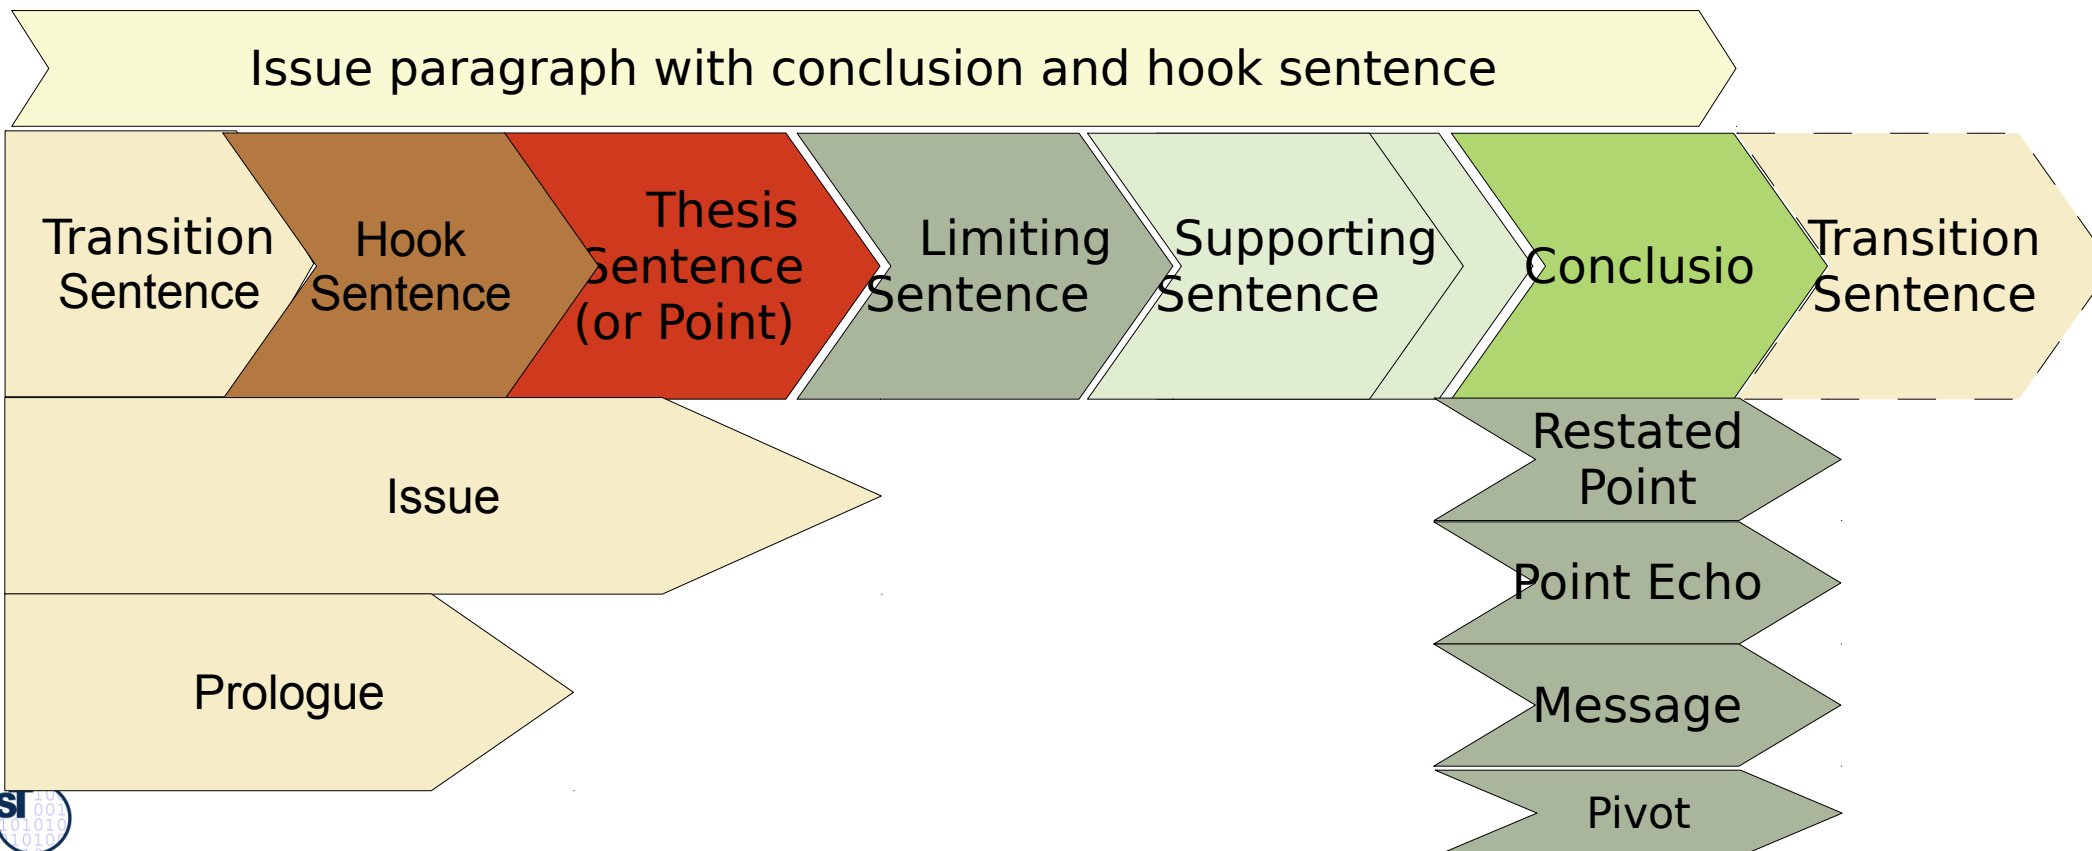 Issue paragraph with conclusion and hook sentence
Transition
Sentence
Hook
Sentence
Thesis
Sentence
(or Point)
Limiting
Sentence
Supporting
Sentence
Conclusio
Transition
Sentence
Issue
Prologue
Restated
Point
Point Echo
Message
Pivot